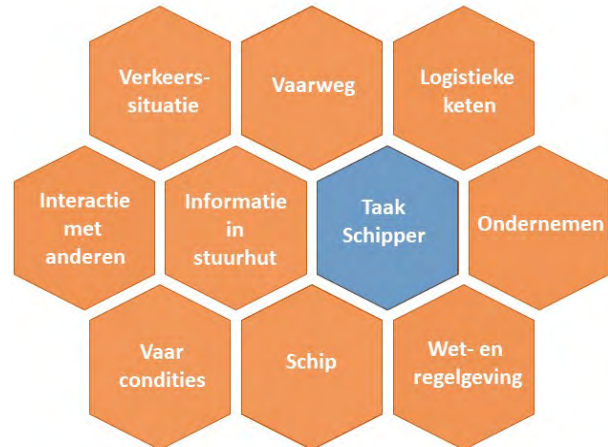 Verkeers-
situatie
Vaarweg
Logistieke
keten
Interactie
met
anderen
Informatie
in
stuurhut
Taak
Schipper
Ondernemen
Vaar
condities
Schip
Wet- en
regelgeving